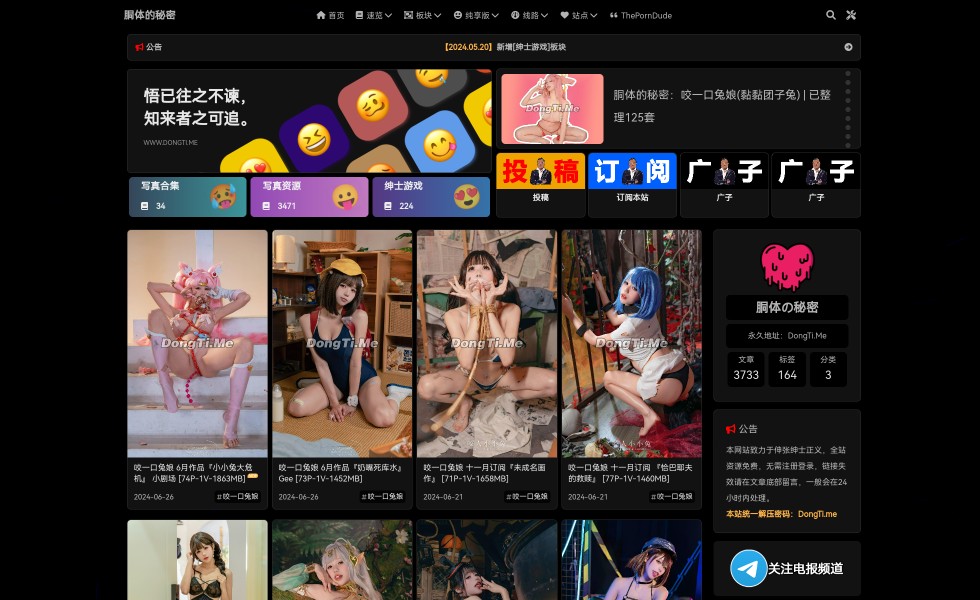 胴体的秘密
首页 速览 板块 纯享版 线路 站点 ThePornDude
公告
【2024.05.20】新增[绅士游戏]板块
悟已往之不谏，
知来者之可追。
WWW.DONGTI.ME
DongTi.Me
胴体的秘密：咬一口兔娘(黏黏团子兔) | 已整
理125套
写真合集
34
写真资源
3471
绅士游戏
224
投 稿
投稿
订 阅
订阅本站
广 子
广子
广 子
广子
DongTi.Me
DongTi.Me
DongTi.Me
DongTi.Me
咬一口兔娘 6月作品『小小兔大危
机』 小剧场 [74P-1V-1863MB]
2024-06-26
#咬一口兔娘
咬一口兔娘 6月作品『奶嘴死库水』
Gee [73P-1V-1452MB]
2024-06-26
#咬一口兔娘
咬一口兔娘 十一月订阅『未成名画
作』 [71P-1V-1658MB]
2024-06-21
#咬一口兔娘
咬一口兔娘 十一月订阅 『恰巴耶夫
的救赎』 [77P-1V-1460MB]
2024-06-21
#咬一口兔娘
胴体の秘密
永久地址：DongTi.Me
文章 标签 分类
3733 164 3
公告
本网站致力于伸张绅士正义，全站
资源免费，无需注册登录，链接失
效请在文章底部留言，一般会在24
小时内处理。
本站统一解压密码：DongTi.me
关注电报频道